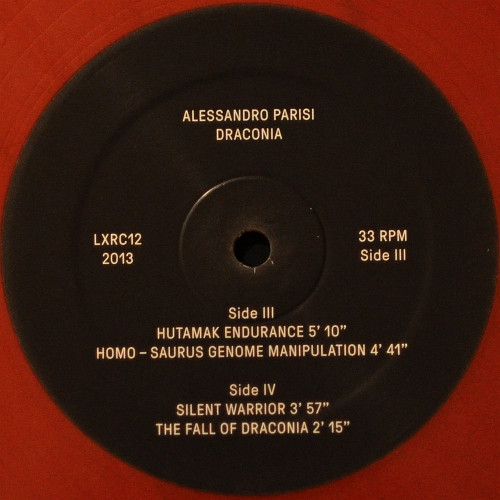 ALESSANDRO PARISI
DRACONIA
LXRC12
2013
33 RPM
Side III
Side III
HUTAMAK ENDURANCE 5’ 10”
HOMO – SAURUS GENOME MANIPULATION 4’ 41”
Side IV
SILENT WARRIOR 3’ 57”
THE FALL OF DRACONIA 2’ 15”